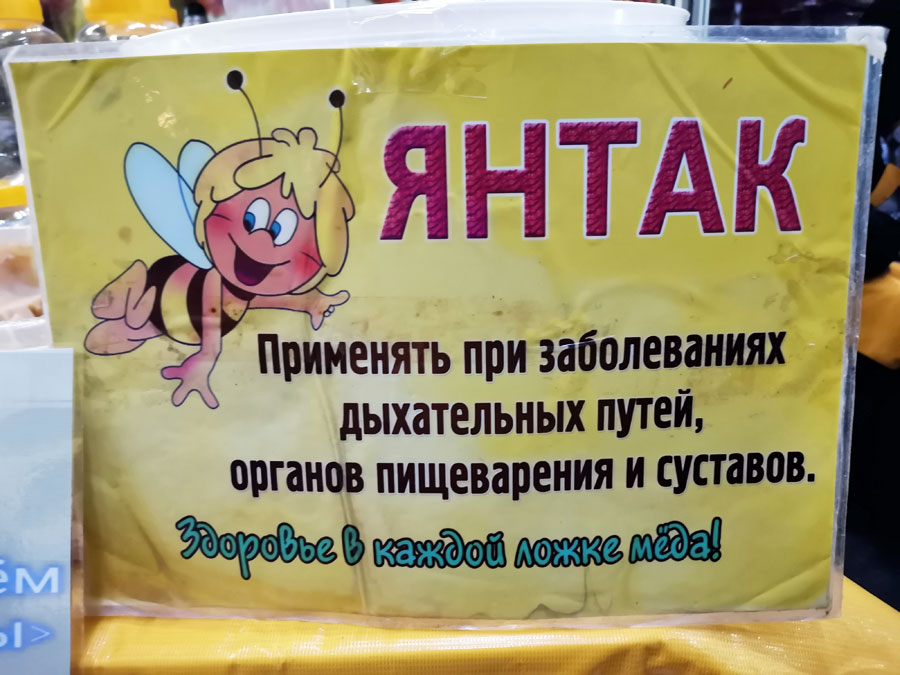 ЯНТАК
Применять при заболеваниях
дыхательных путей,
органов пищеварения и суставов.
Здоровье в каждой ложке мёда!